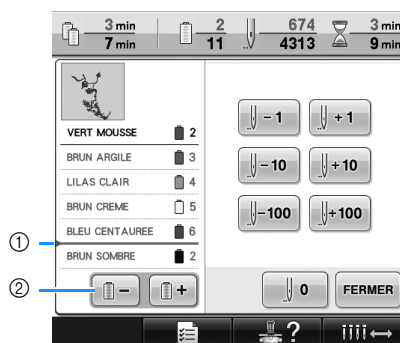 3 min 2 674 3 min
7 min 11 4313 9 min
VERT MOUSSE 2
BRUN ARGILE 3
LILAS CLAIR 4
BRUN CREME 5
BLEU CENTAUREE 6
BRUN SOMBRE 2
-1 +1
-10 +10
-100 +100
① 
②
- +
0 FERMER
?